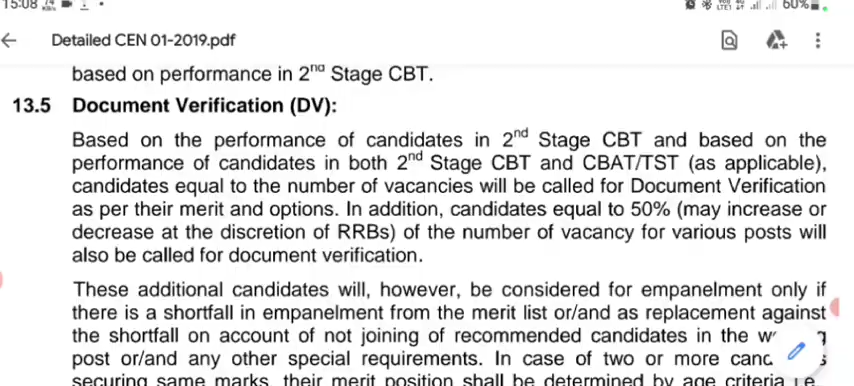 15:08
60%
Detailed CEN 01-2019.pdf
based on performance in 2nd Stage CBT.
13.5 Document Verification (DV):
Based on the performance of candidates in 2nd Stage CBT and based on the
performance of candidates in both 2nd Stage CBT and CBAT/TST (as applicable),
candidates equal to the number of vacancies will be called for Document Verification
as per their merit and options. In addition, candidates equal to 50% (may increase or
decrease at the discretion of RRBs) of the number of vacancy for various posts will
also be called for document verification.
These additional candidates will, however, be considered for empanelment only if
there is a shortfall in empanelment from the merit list or/and as replacement against
the shortfall on account of not joining of recommended candidates in the
post or/and any other special requirements. In case of two or more
securing same marks, their merit position shall be determined by age criteria i.e.